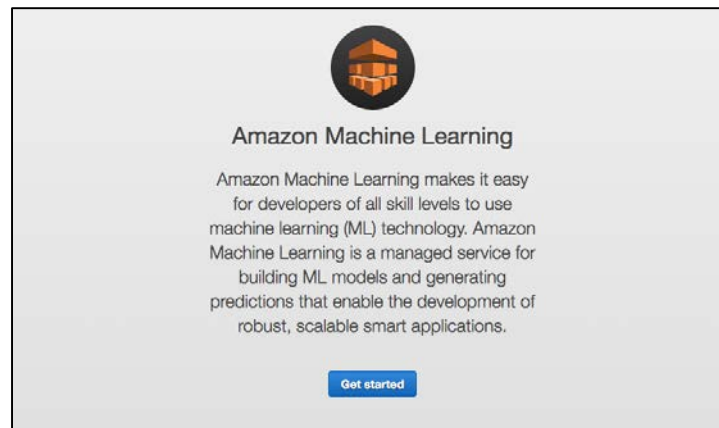 Amazon Machine Learning
Amazon Machine Learning makes it easy
for developers of all skill levels to use
machine learning (ML) technology. Amazon
Machine Learning is a managed service for
building ML models and generating
predictions that enable the development of
robust, scalable smart applications.
Get started